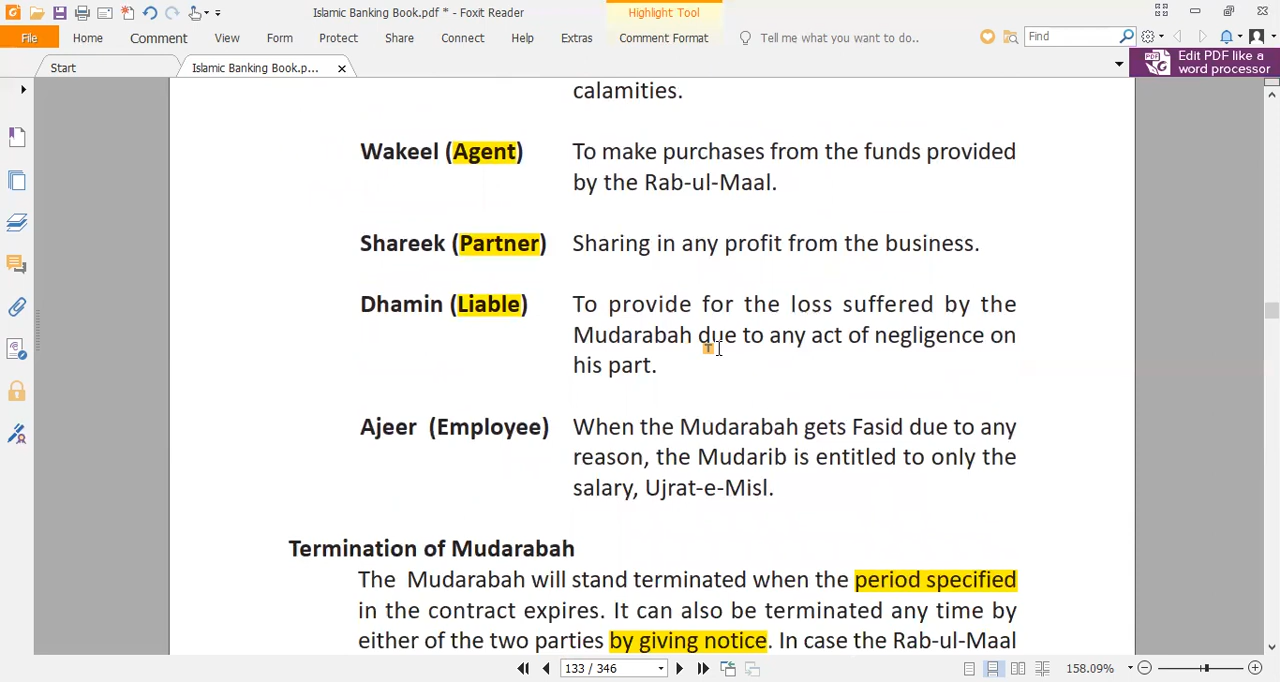 Islamic Banking Book.pdf * - Foxit Reader
Highlight Tool
File Home Comment View Form Protect Share Connect Help Extras Comment Format Tell me what you want to do.. Find
Start Islamic Banking Book.p... Edit PDF like a
word processor
calamities.
Wakeel (Agent) To make purchases from the funds provided
by the Rab-ul-Maal.
Shareek (Partner) Sharing in any profit from the business.
Dhamin (Liable) To provide for the loss suffered by the
Mudarabah due to any act of negligence on
his part.
Ajeer (Employee) When the Mudarabah gets Fasid due to any
reason, the Mudarib is entitled to only the
salary, Ujrat-e-Misl.
Termination of Mudarabah
The Mudarabah will stand terminated when the period specified
in the contract expires. It can also be terminated any time by
either of the two parties by giving notice. In case the Rab-ul-Maal
133 / 346 158.09%